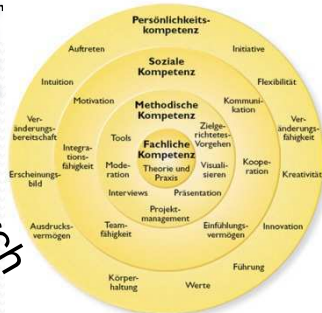 Persönlichkeits-
kompetenz
Auftreten
Initiative
Soziale
Kompetenz
Intuition
Flexibilität
Motivation
Kommuni-
kation
Methodische
Kompetenz
Ver-
änderungs-
bereitschaft
Ver-
änderungs-
fähigkeit
Tools
Zielge-
richtetes-
Vorgehen
Integra-
tions-
fähigkeit
Fachliche
Kompetenz
Theorie und
Praxis
Mode-
ration
Visuali-
sieren
Koope-
ration
Erscheinungs-
bild
Kreativität
Interviews
Präsentation
Projekt-
management
Ausdrucks-
vermögen
Team-
fähigkeit
Einfühlungs-
vermögen
Innovation
Führung
Körper-
haltung
Werte